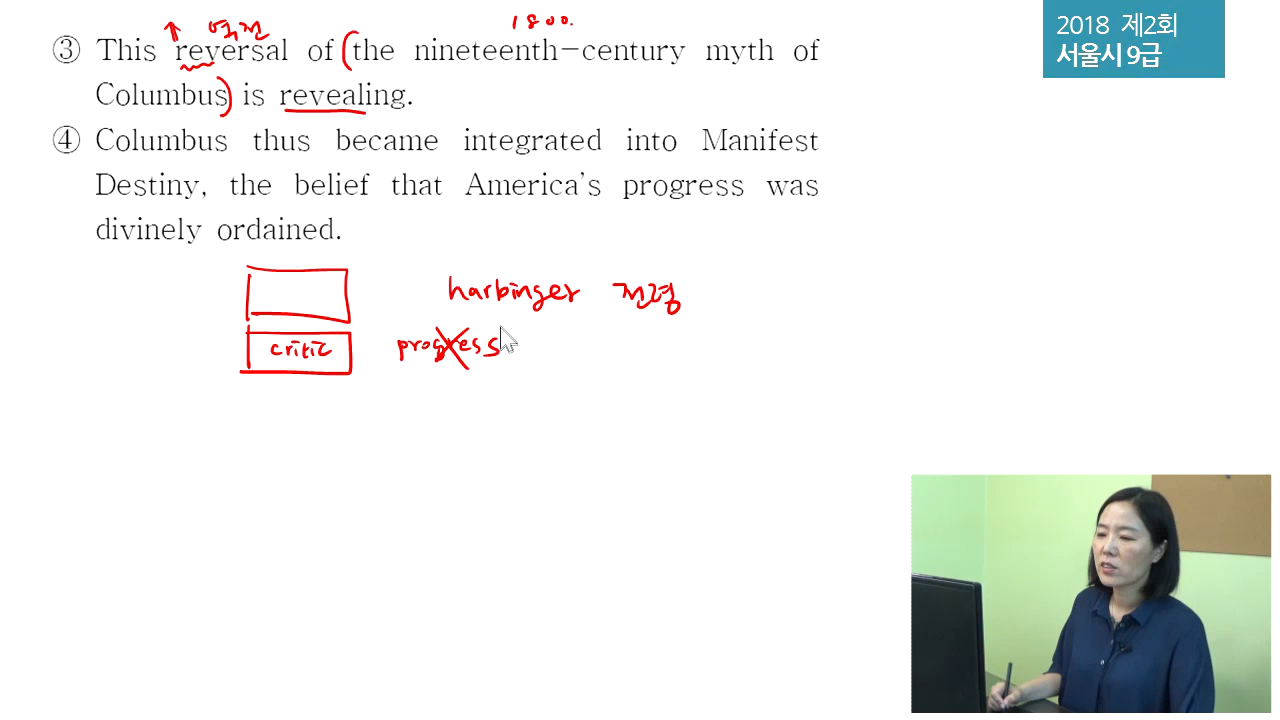 2018 제2회
서울시 9급
↑ 역전 1800.
③ This reversal of (the nineteenth-century myth of
Columbus) is revealing.
④ Columbus thus became integrated into Manifest
Destiny, the belief that America's progress was
divinely ordained.
harbinger 전령
critic progress